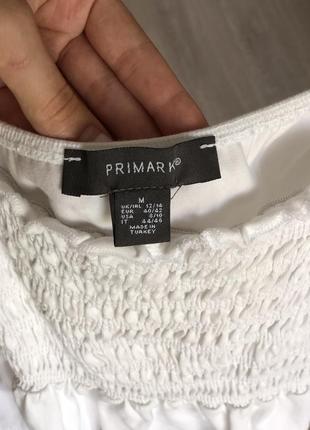 PRIMARK®
M
UK/IRL 12/14
EUR 40/42
USA 8/10
IT 44/46
MADE IN
TURKEY